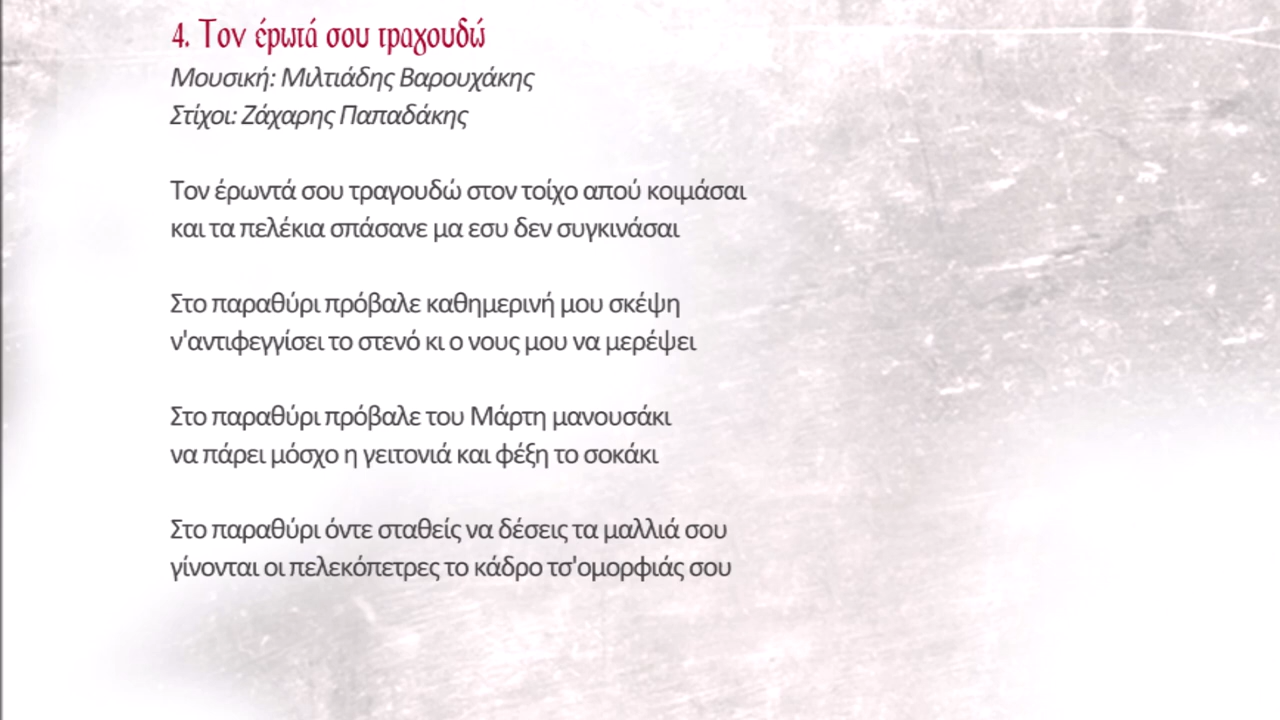 4. Τον έρωτά σου τραγουδώ
Μουσική: Μιλτιάδης Βαρουχάκης
Στίχοι: Ζάχαρης Παπαδάκης
Τον έρωντά σου τραγουδώ στον τοίχο απού κοιμάσαι
και τα πελέκια σπάσανε μα εσυ δεν συγκινάσαι
Στο παραθύρι πρόβαλε καθημερινή μου σκέψη
ν'αντιφεγγίσει το στενό κι ο νους μου να μερέψει
Στο παραθύρι πρόβαλε του Μάρτη μανουσάκι
να πάρει μόσχο η γειτονιά και φέξη το σοκάκι
Στο παραθύρι όντε σταθείς να δέσεις τα μαλλιά σου
γίνονται οι πελεκόπετρες το κάδρο τσ'ομορφιάς σου